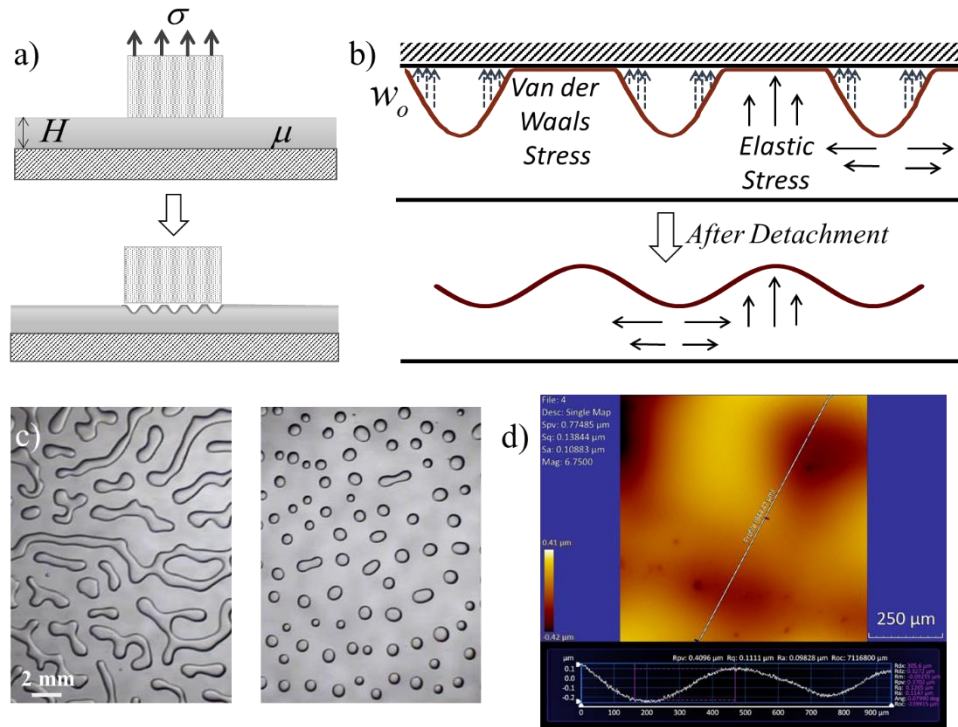 a)
σ
H
μ
b)
w_o
Van der
Waals
Stress
Elastic
Stress
After Detachment
c)
2 mm
d)
File: 4
Desc: Single Map
Spv: 0.77485 μm
Sq: 0.13844 μm
Sa: 0.10883 μm
Mag: 6.7500
0.41 μm
-0.42 μm
250 μm
Rpv: 0.4096 μm Rq: 0.1111 μm Ra: 0.09828 μm Roc: 7116800 μm
μm
0.1
0.0
-0.1
-0.2
0 100 200 300 400 500 600 700 800 900 μm